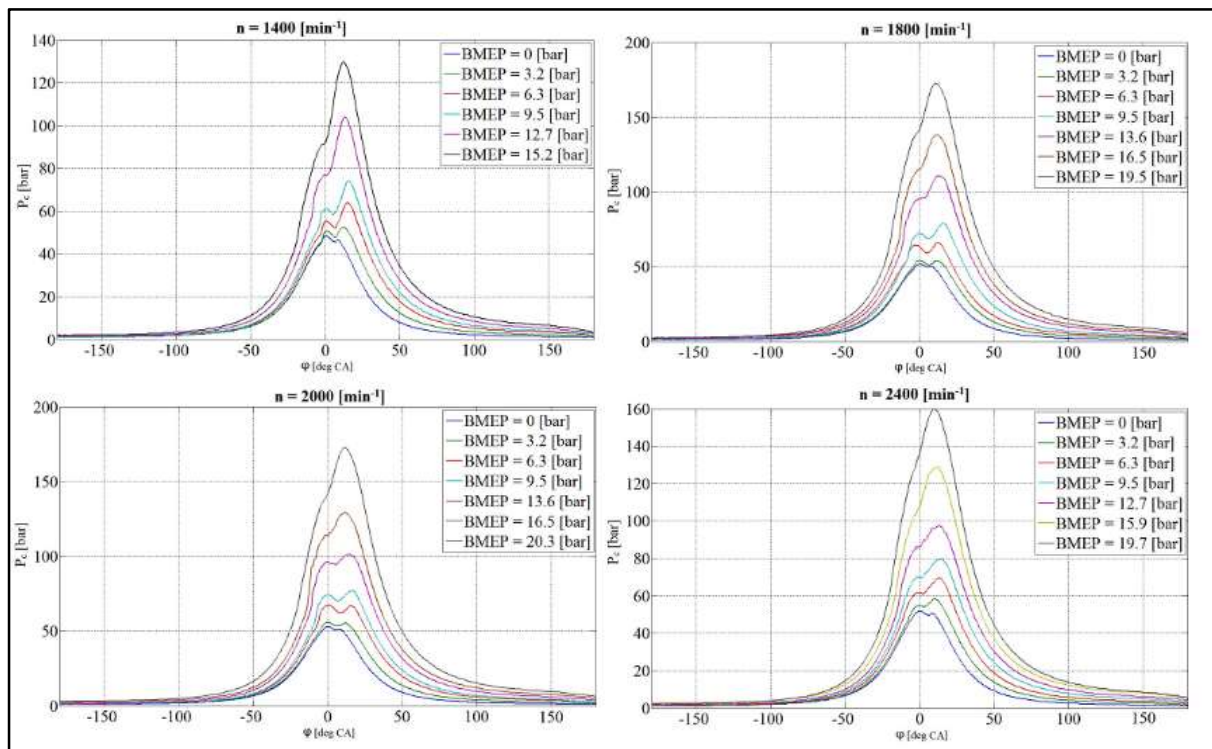 n = 1400 [min⁻¹]
140
120
100
80
60
40
20
0
P_c [bar]
-150 -100 -50 0 50 100 150
φ [deg CA]
BMEP = 0 [bar]
BMEP = 3.2 [bar]
BMEP = 6.3 [bar]
BMEP = 9.5 [bar]
BMEP = 12.7 [bar]
BMEP = 15.2 [bar]
n = 1800 [min⁻¹]
200
150
100
50
0
P_c [bar]
-150 -100 -50 0 50 100 150
φ [deg CA]
BMEP = 0 [bar]
BMEP = 3.2 [bar]
BMEP = 6.3 [bar]
BMEP = 9.5 [bar]
BMEP = 13.6 [bar]
BMEP = 16.5 [bar]
BMEP = 19.5 [bar]
n = 2000 [min⁻¹]
200
150
100
50
0
P_c [bar]
-150 -100 -50 0 50 100 150
φ [deg CA]
BMEP = 0 [bar]
BMEP = 3.2 [bar]
BMEP = 6.3 [bar]
BMEP = 9.5 [bar]
BMEP = 13.6 [bar]
BMEP = 16.5 [bar]
BMEP = 20.3 [bar]
n = 2400 [min⁻¹]
160
140
120
100
80
60
40
20
0
P_c [bar]
-150 -100 -50 0 50 100 150
φ [deg CA]
BMEP = 0 [bar]
BMEP = 3.2 [bar]
BMEP = 6.3 [bar]
BMEP = 9.5 [bar]
BMEP = 12.7 [bar]
BMEP = 15.9 [bar]
BMEP = 19.7 [bar]